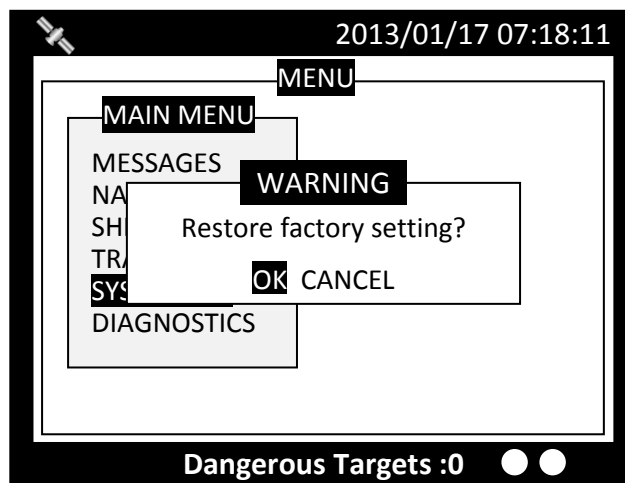 2013/01/17 07:18:11
MENU
MAIN MENU
MESSAGES
WARNING
Restore factory setting?
OK CANCEL
DIAGNOSTICS
Dangerous Targets :0